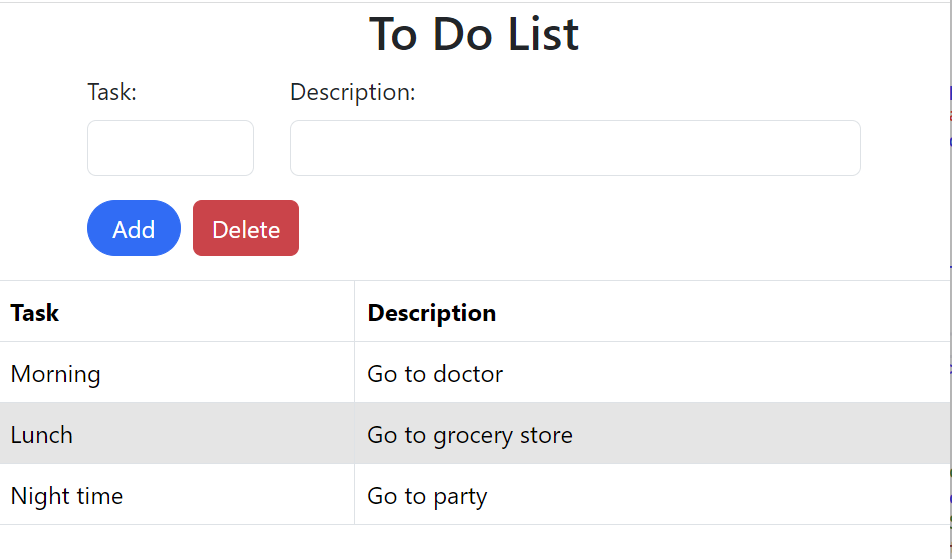 To Do List
Task: Description:
Add Delete
Task Description
Morning Go to doctor
Lunch Go to grocery store
Night time Go to party